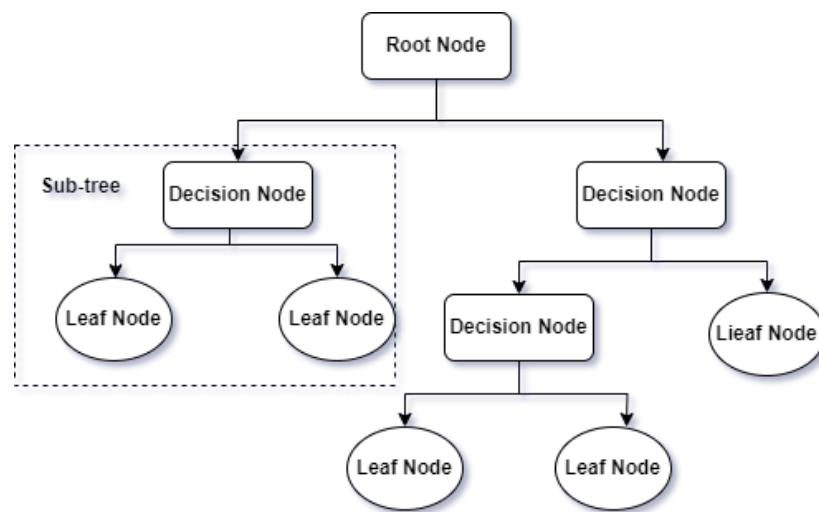 Root Node
Sub-tree
Decision Node
Decision Node
Leaf Node
Leaf Node
Decision Node
Lieaf Node
Leaf Node
Leaf Node